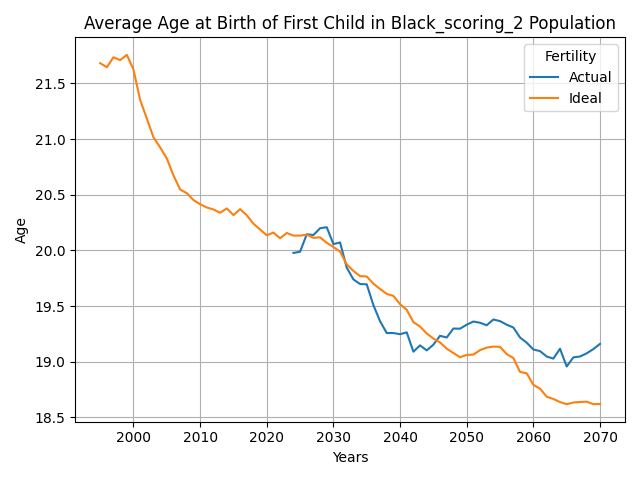 Average Age at Birth of First Child in Black_scoring_2 Population
Fertility
Actual
Ideal
21.5
21.0
20.5
20.0
19.5
19.0
18.5
Age
2000 2010 2020 2030 2040 2050 2060 2070
Years